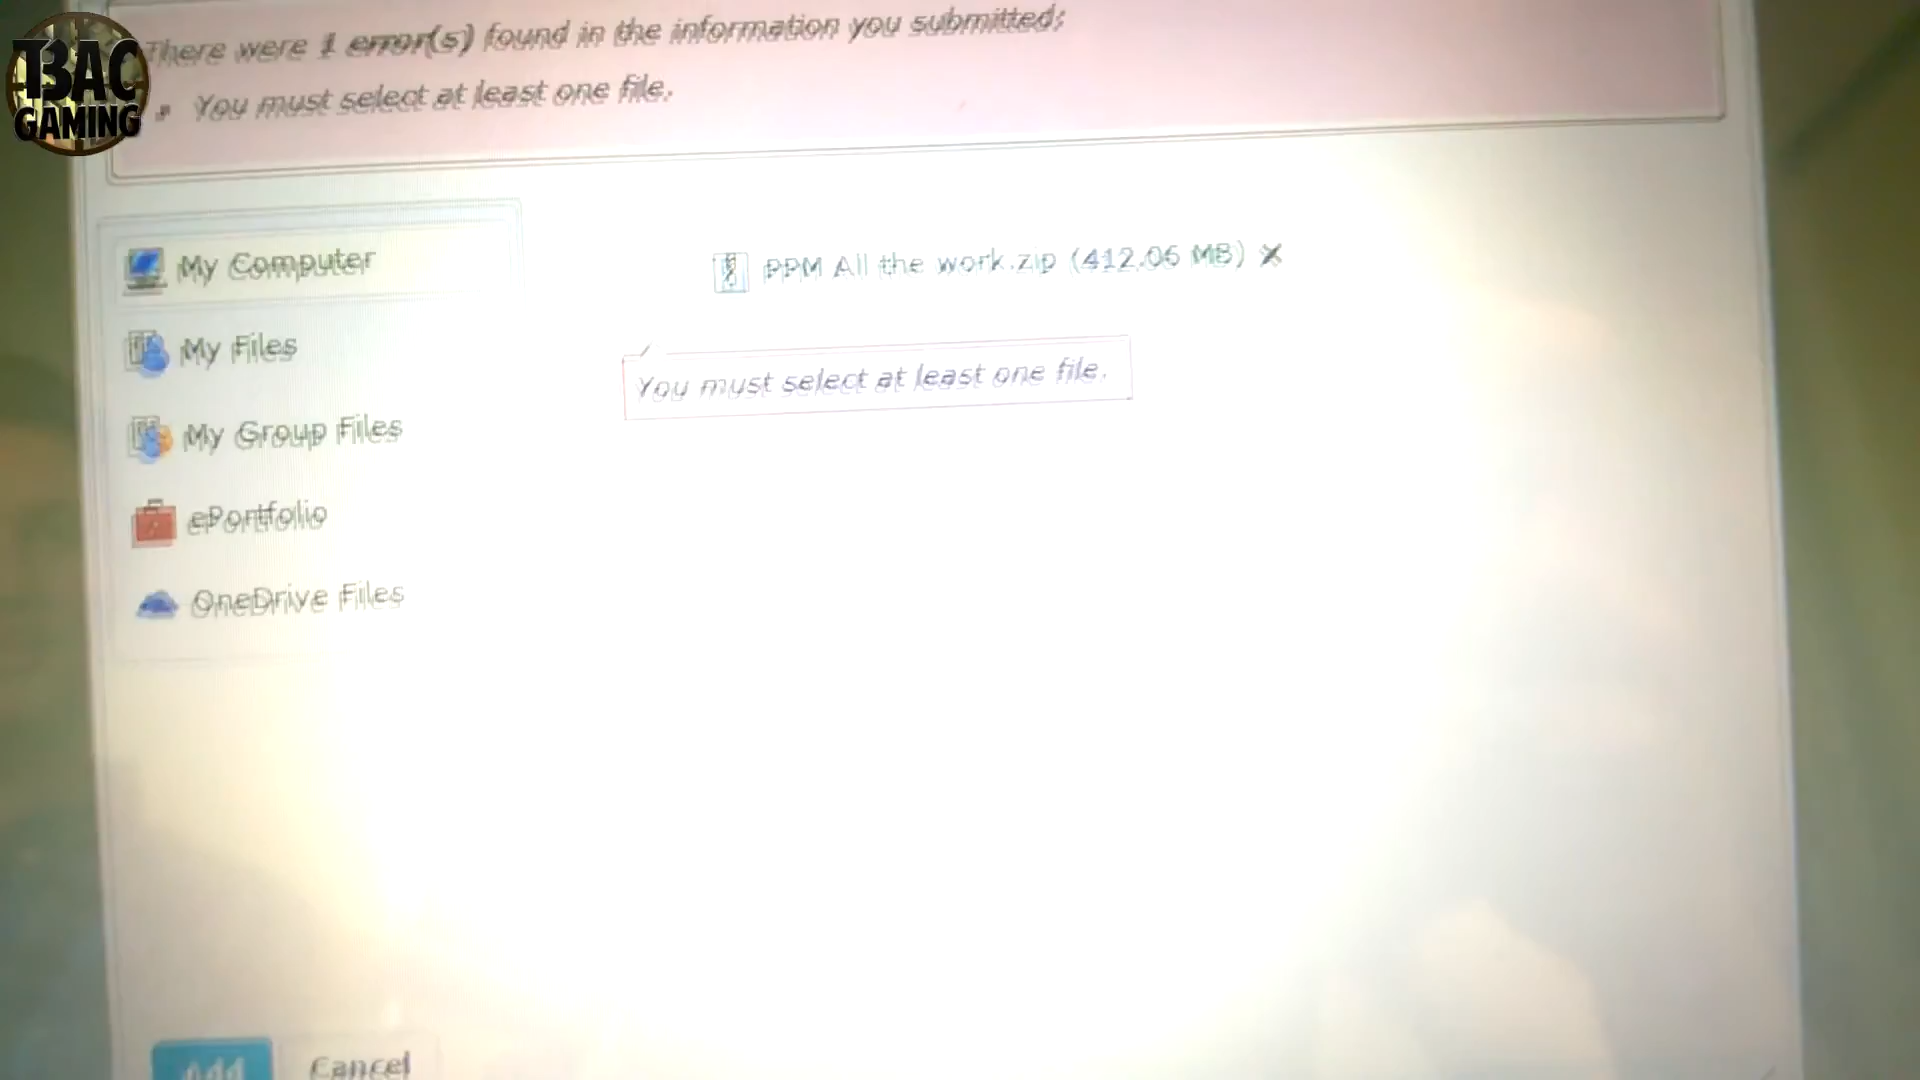 There were 1 error(s) found in the information you submitted:
You must select at least one file.
13AC
GAMING
My Computer
PPM All the work.zip (412.06 MB)
My Files
You must select at least one file.
My Group Files
ePortfolio
OneDrive Files
Add
Cancel